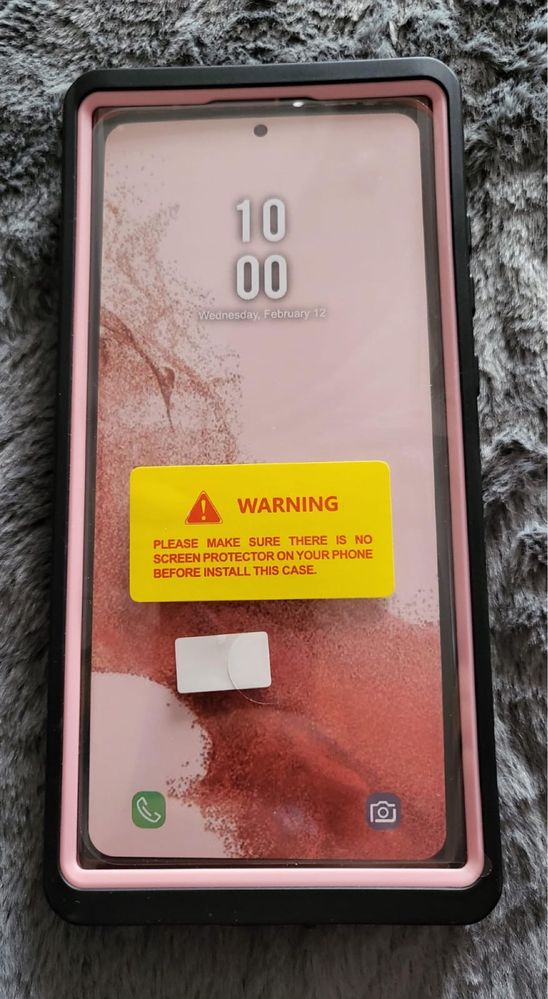 10
00
Wednesday, February 12
WARNING
PLEASE MAKE SURE THERE IS NO
SCREEN PROTECTOR ON YOUR PHONE
BEFORE INSTALL THIS CASE.